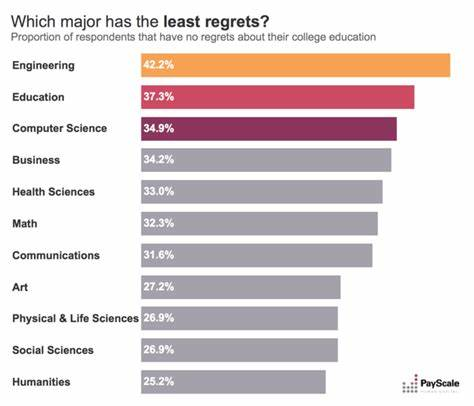 Which major has the least regrets?
Proportion of respondents that have no regrets about their college education
Engineering 42.2%
Education 37.3%
Computer Science 34.9%
Business 34.2%
Health Sciences 33.0%
Math 32.3%
Communications 31.6%
Art 27.2%
Physical & Life Sciences 26.9%
Social Sciences 26.9%
Humanities 25.2%
PayScale